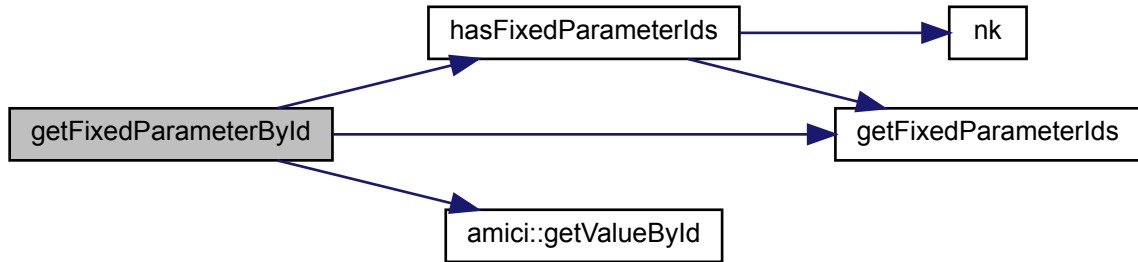 hasFixedParameterIds
nk
getFixedParameterById
getFixedParameterIds
amici::getValueById